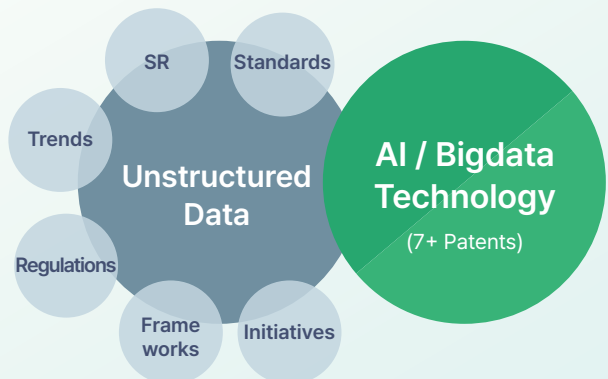 SR
Standards
Trends
Unstructured
Data
AI / Bigdata
Technology
(7+ Patents)
Regulations
Frame
works
Initiatives